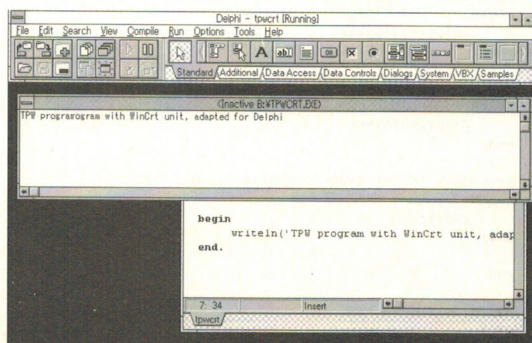 Delphi - tpwcrt [Running]
File Edit Search View Compile Run Options Tools Help
Standard Additional Data Access Data Controls Dialogs System VBX Samples
(Inactive B:¥TPWCRT.EXE)
TPW programogram with WinCrt unit, adapted for Delphi
begin
writeln('TPW program with WinCrt unit, adap
end.
7: 34 Insert
tpwcrt